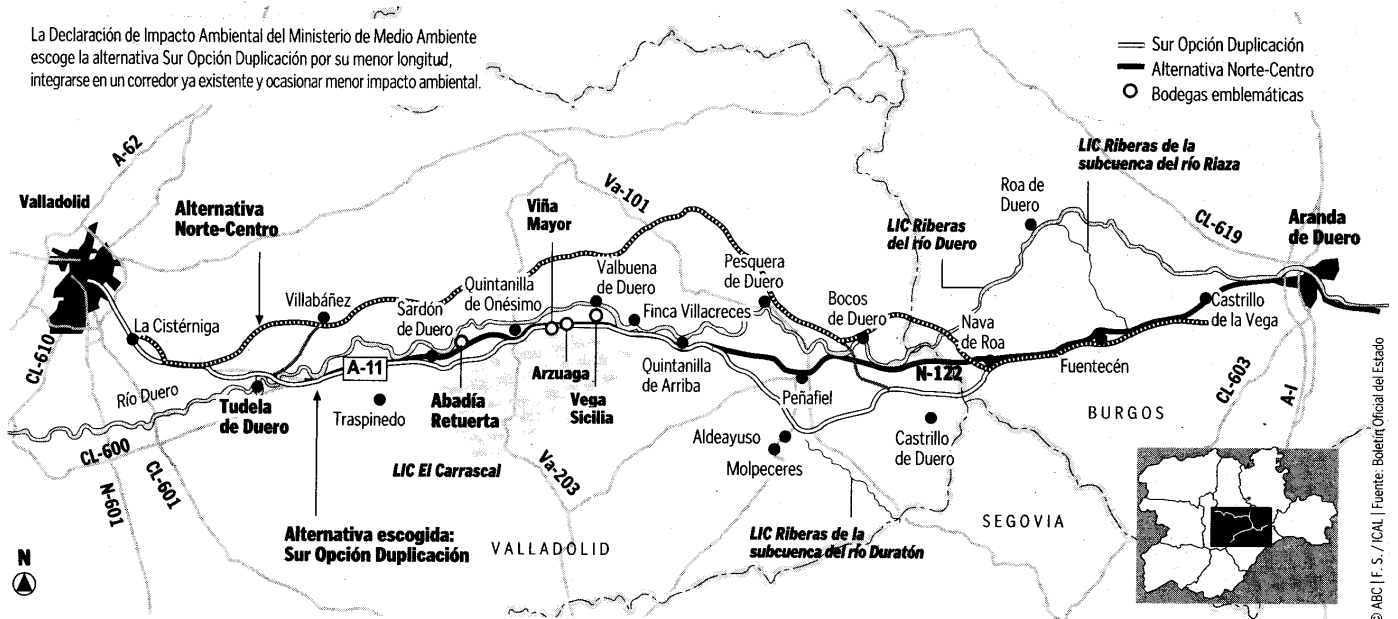 La Declaración de Impacto Ambiental del Ministerio de Medio Ambiente
escoge la alternativa Sur Opción Duplicación por su menor longitud,
integrarse en un corredor ya existente y ocasionar menor impacto ambiental.
Sur Opción Duplicación
Alternativa Norte-Centro
Bodegas emblemáticas
A-62
Valladolid
Alternativa
Norte-Centro
Viña
Mayor
Va-101
LIC Riberas de la
subcuenca del río Riaza
Roa de
Duero
CL-619
Aranda
de Duero
LIC Riberas
del río Duero
Villabáñez
Quintanilla
de Onésimo
Valbuena
de Duero
Pesquera
de Duero
La Cistérniga
Sardón
de Duero
Finca Villacreces
Bocos
de Duero
Nava
de Roa
Castrillo
de la Vega
CL-610
Río Duero
A-11
Arzuaga
Quintanilla
de Arriba
N-122
Fuentecén
Tudela
de Duero
Traspinedo
Abadía
Retuerta
Vega
Sicilia
Peñafiel
CL-603
A-I
BURGOS
CL-600
CL-601
N-601
LIC El Carrascal
Va-203
Aldeayuso
Molpeceres
Castrillo
de Duero
Alternativa escogida:
Sur Opción Duplicación
VALLADOLID
LIC Riberas de la
subcuenca del río Duratón
SEGOVIA
N
© ABC | F. S. / ICAL | Fuente: Boletín Oficial del Estado